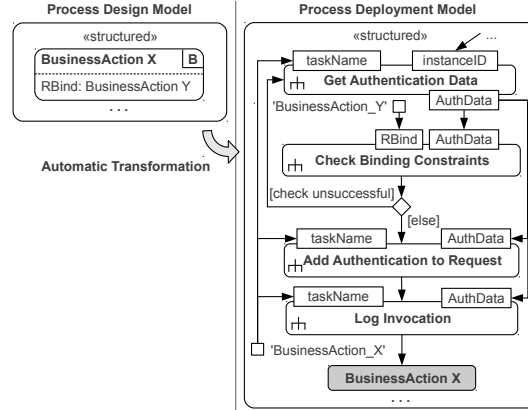 Process Design Model
«structured»
BusinessAction X
B
RBind: BusinessAction Y
. . .
Automatic Transformation
Process Deployment Model
«structured»
...
taskName
instanceID
Get Authentication Data
'BusinessAction_Y'
AuthData
RBind
AuthData
Check Binding Constraints
[check unsuccessful]
[else]
taskName
AuthData
Add Authentication to Request
taskName
AuthData
Log Invocation
'BusinessAction_X'
BusinessAction X
. . .